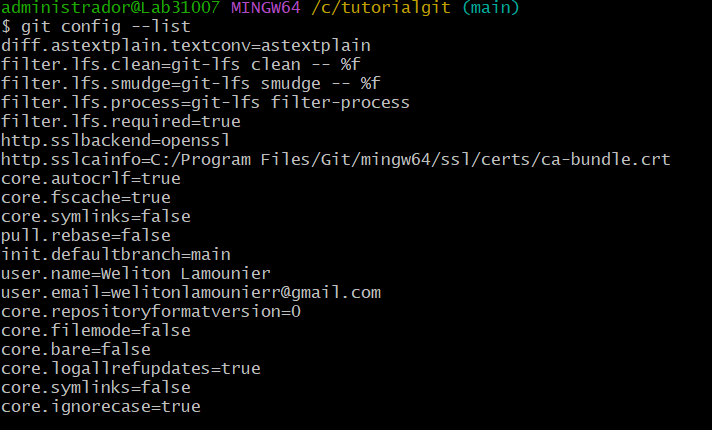 administrador@Lab31007 MINGW64 /c/tutorialgit (main)
$ git config --list
diff.astextplain.textconv=astextplain
filter.lfs.clean=git-lfs clean -- %f
filter.lfs.smudge=git-lfs smudge -- %f
filter.lfs.process=git-lfs filter-process
filter.lfs.required=true
http.sslbackend=openssl
http.sslcainfo=C:/Program Files/Git/mingw64/ssl/certs/ca-bundle.crt
core.autocrlf=true
core.fscache=true
core.symlinks=false
pull.rebase=false
init.defaultbranch=main
user.name=Weliton Lamounier
user.email=welitonlamounierr@gmail.com
core.repositoryformatversion=0
core.filemode=false
core.bare=false
core.logallrefupdates=true
core.symlinks=false
core.ignorecase=true